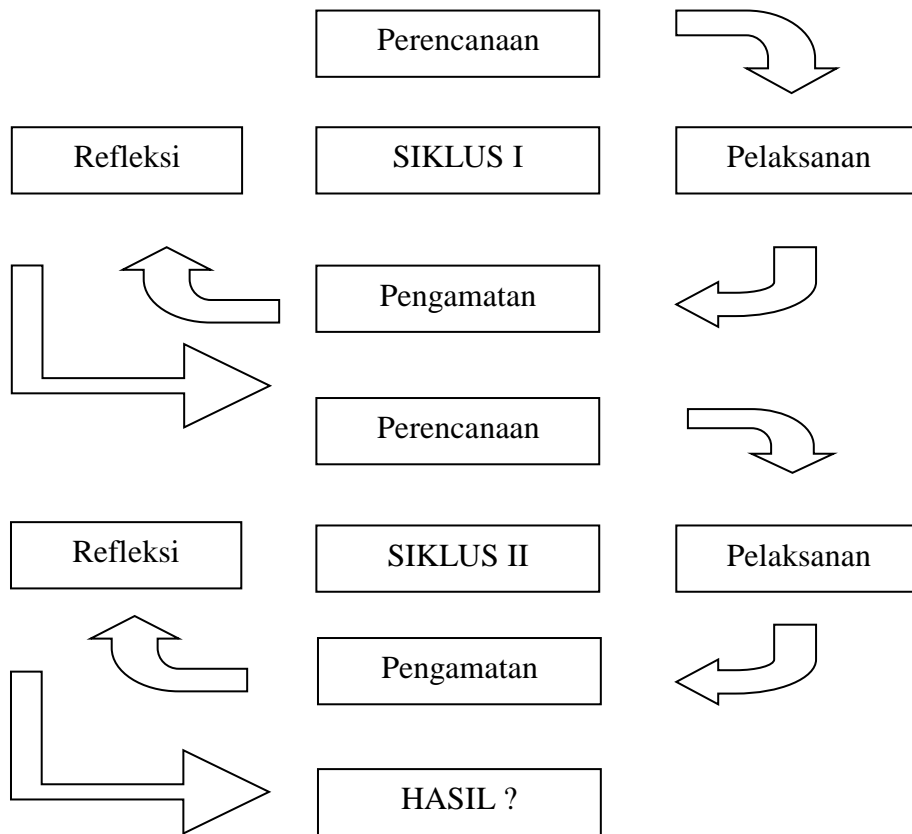 Perencanaan
Refleksi
SIKLUS I
Pelaksanan
Pengamatan
Perencanaan
Refleksi
SIKLUS II
Pelaksanan
Pengamatan
HASIL ?